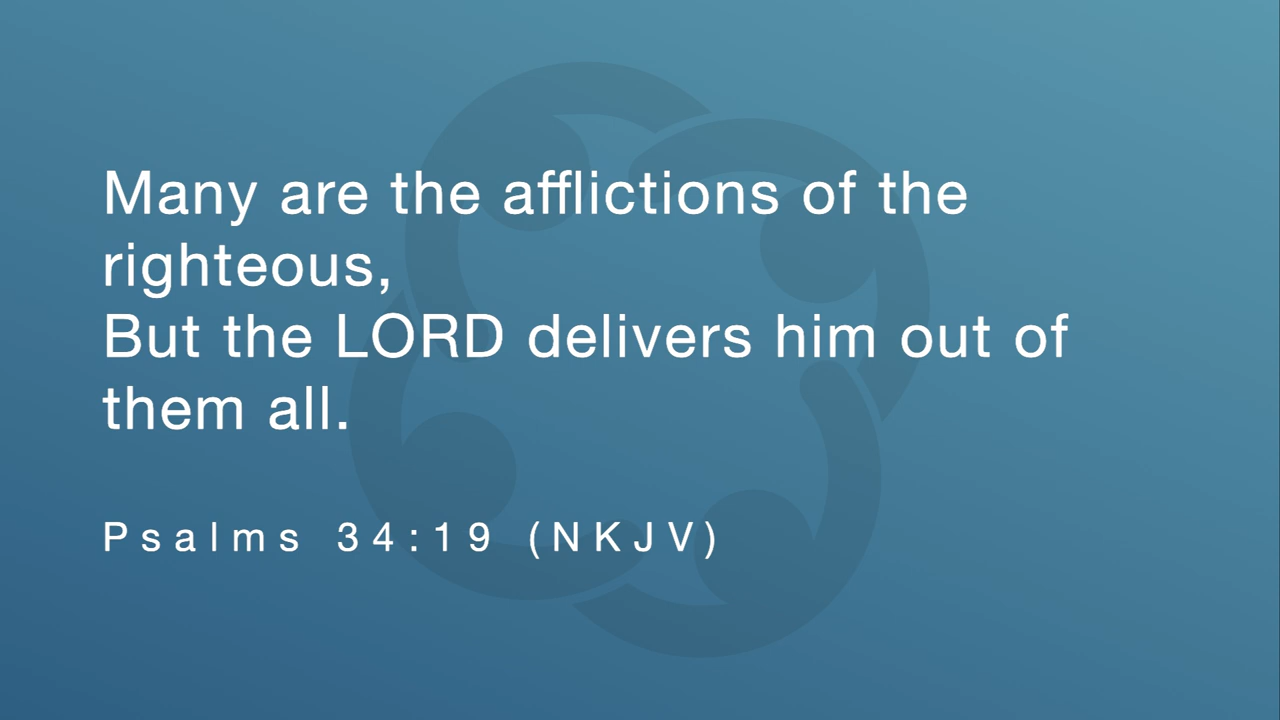 Many are the afflictions of the
righteous,
But the LORD delivers him out of
them all.
Psalms 34:19 (NKJV)